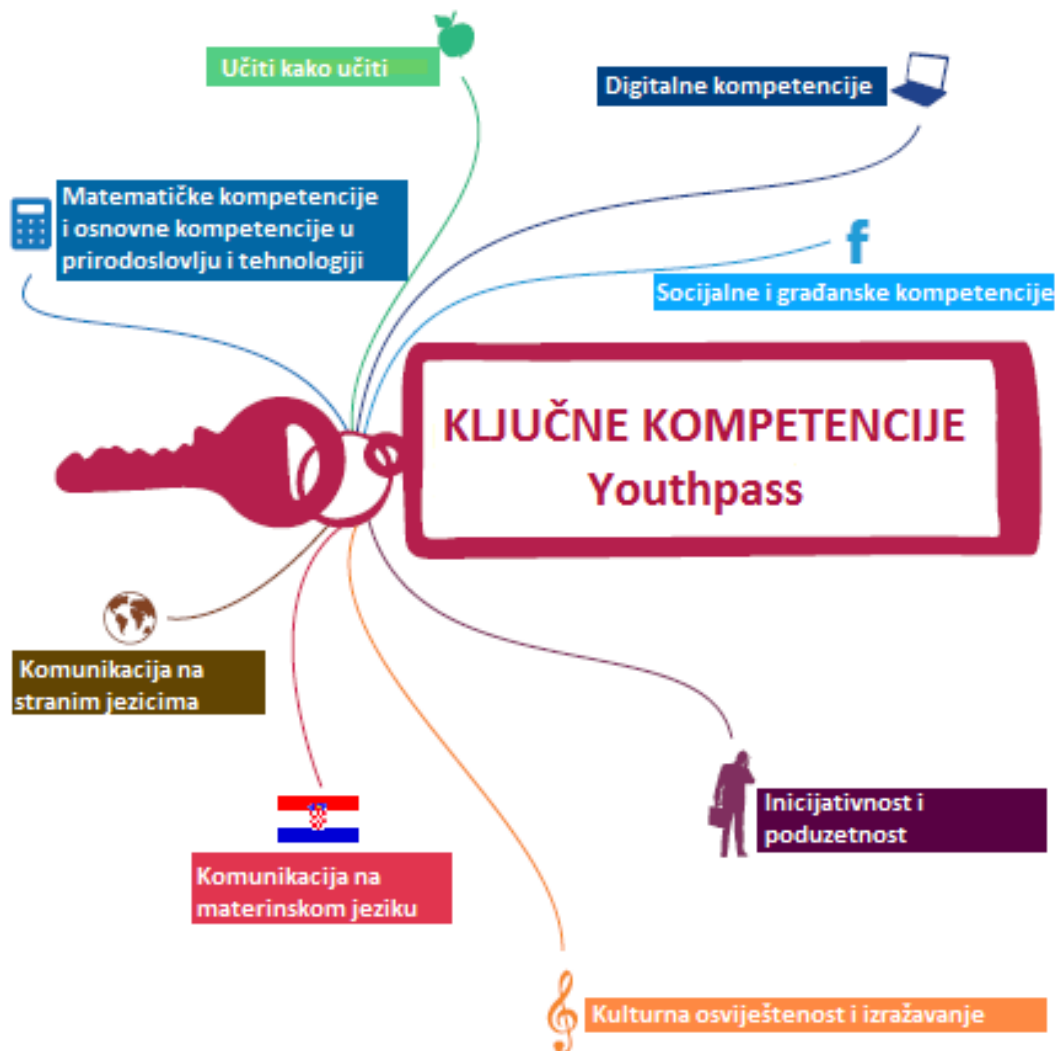 Učiti kako učiti
Digitalne kompetencije
Matematičke kompetencije
i osnovne kompetencije u
prirodoslovlju i tehnologiji
f
Socijalne i građanske kompetencije
KLJUČNE KOMPETENCIJE
Youthpass
Komunikacija na
stranim jezicima
Inicijativnost i
poduzetnost
Komunikacija na
materinskom jeziku
Kulturna osviještenost i izražavanje